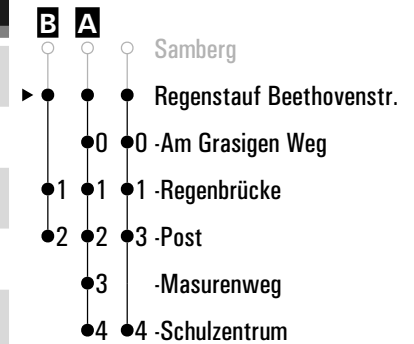 B A
Samberg
Regenstauf Beethovenstr.
0 0 -Am Grasigen Weg
1 1 1 -Regenbrücke
2 2 3 -Post
3 -Masurenweg
4 4 -Schulzentrum